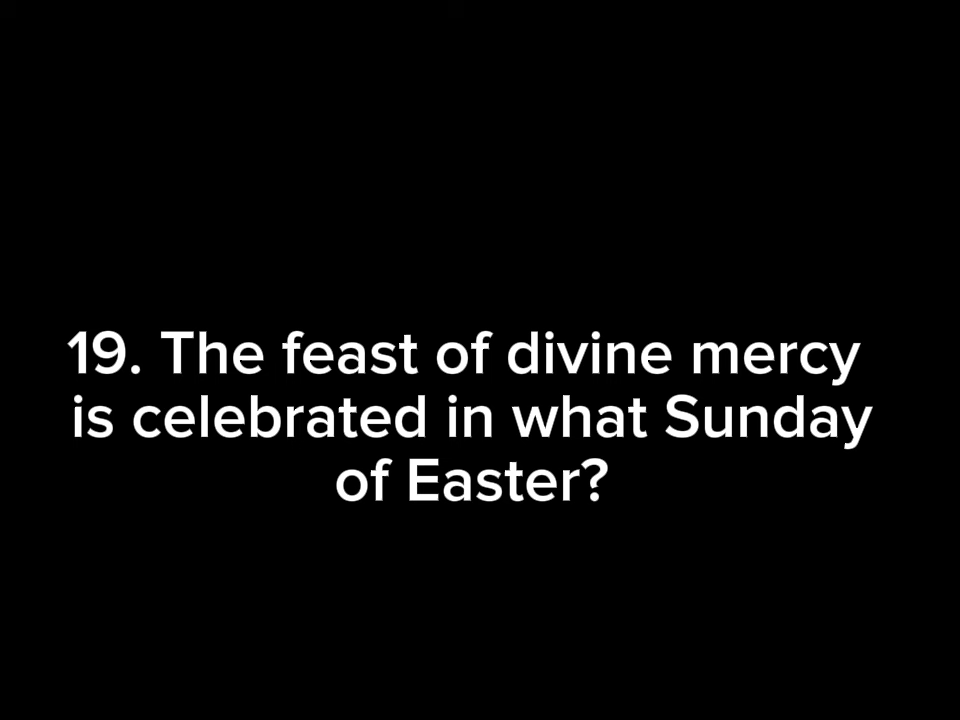 19. The feast of divine mercy
is celebrated in what Sunday
of Easter?